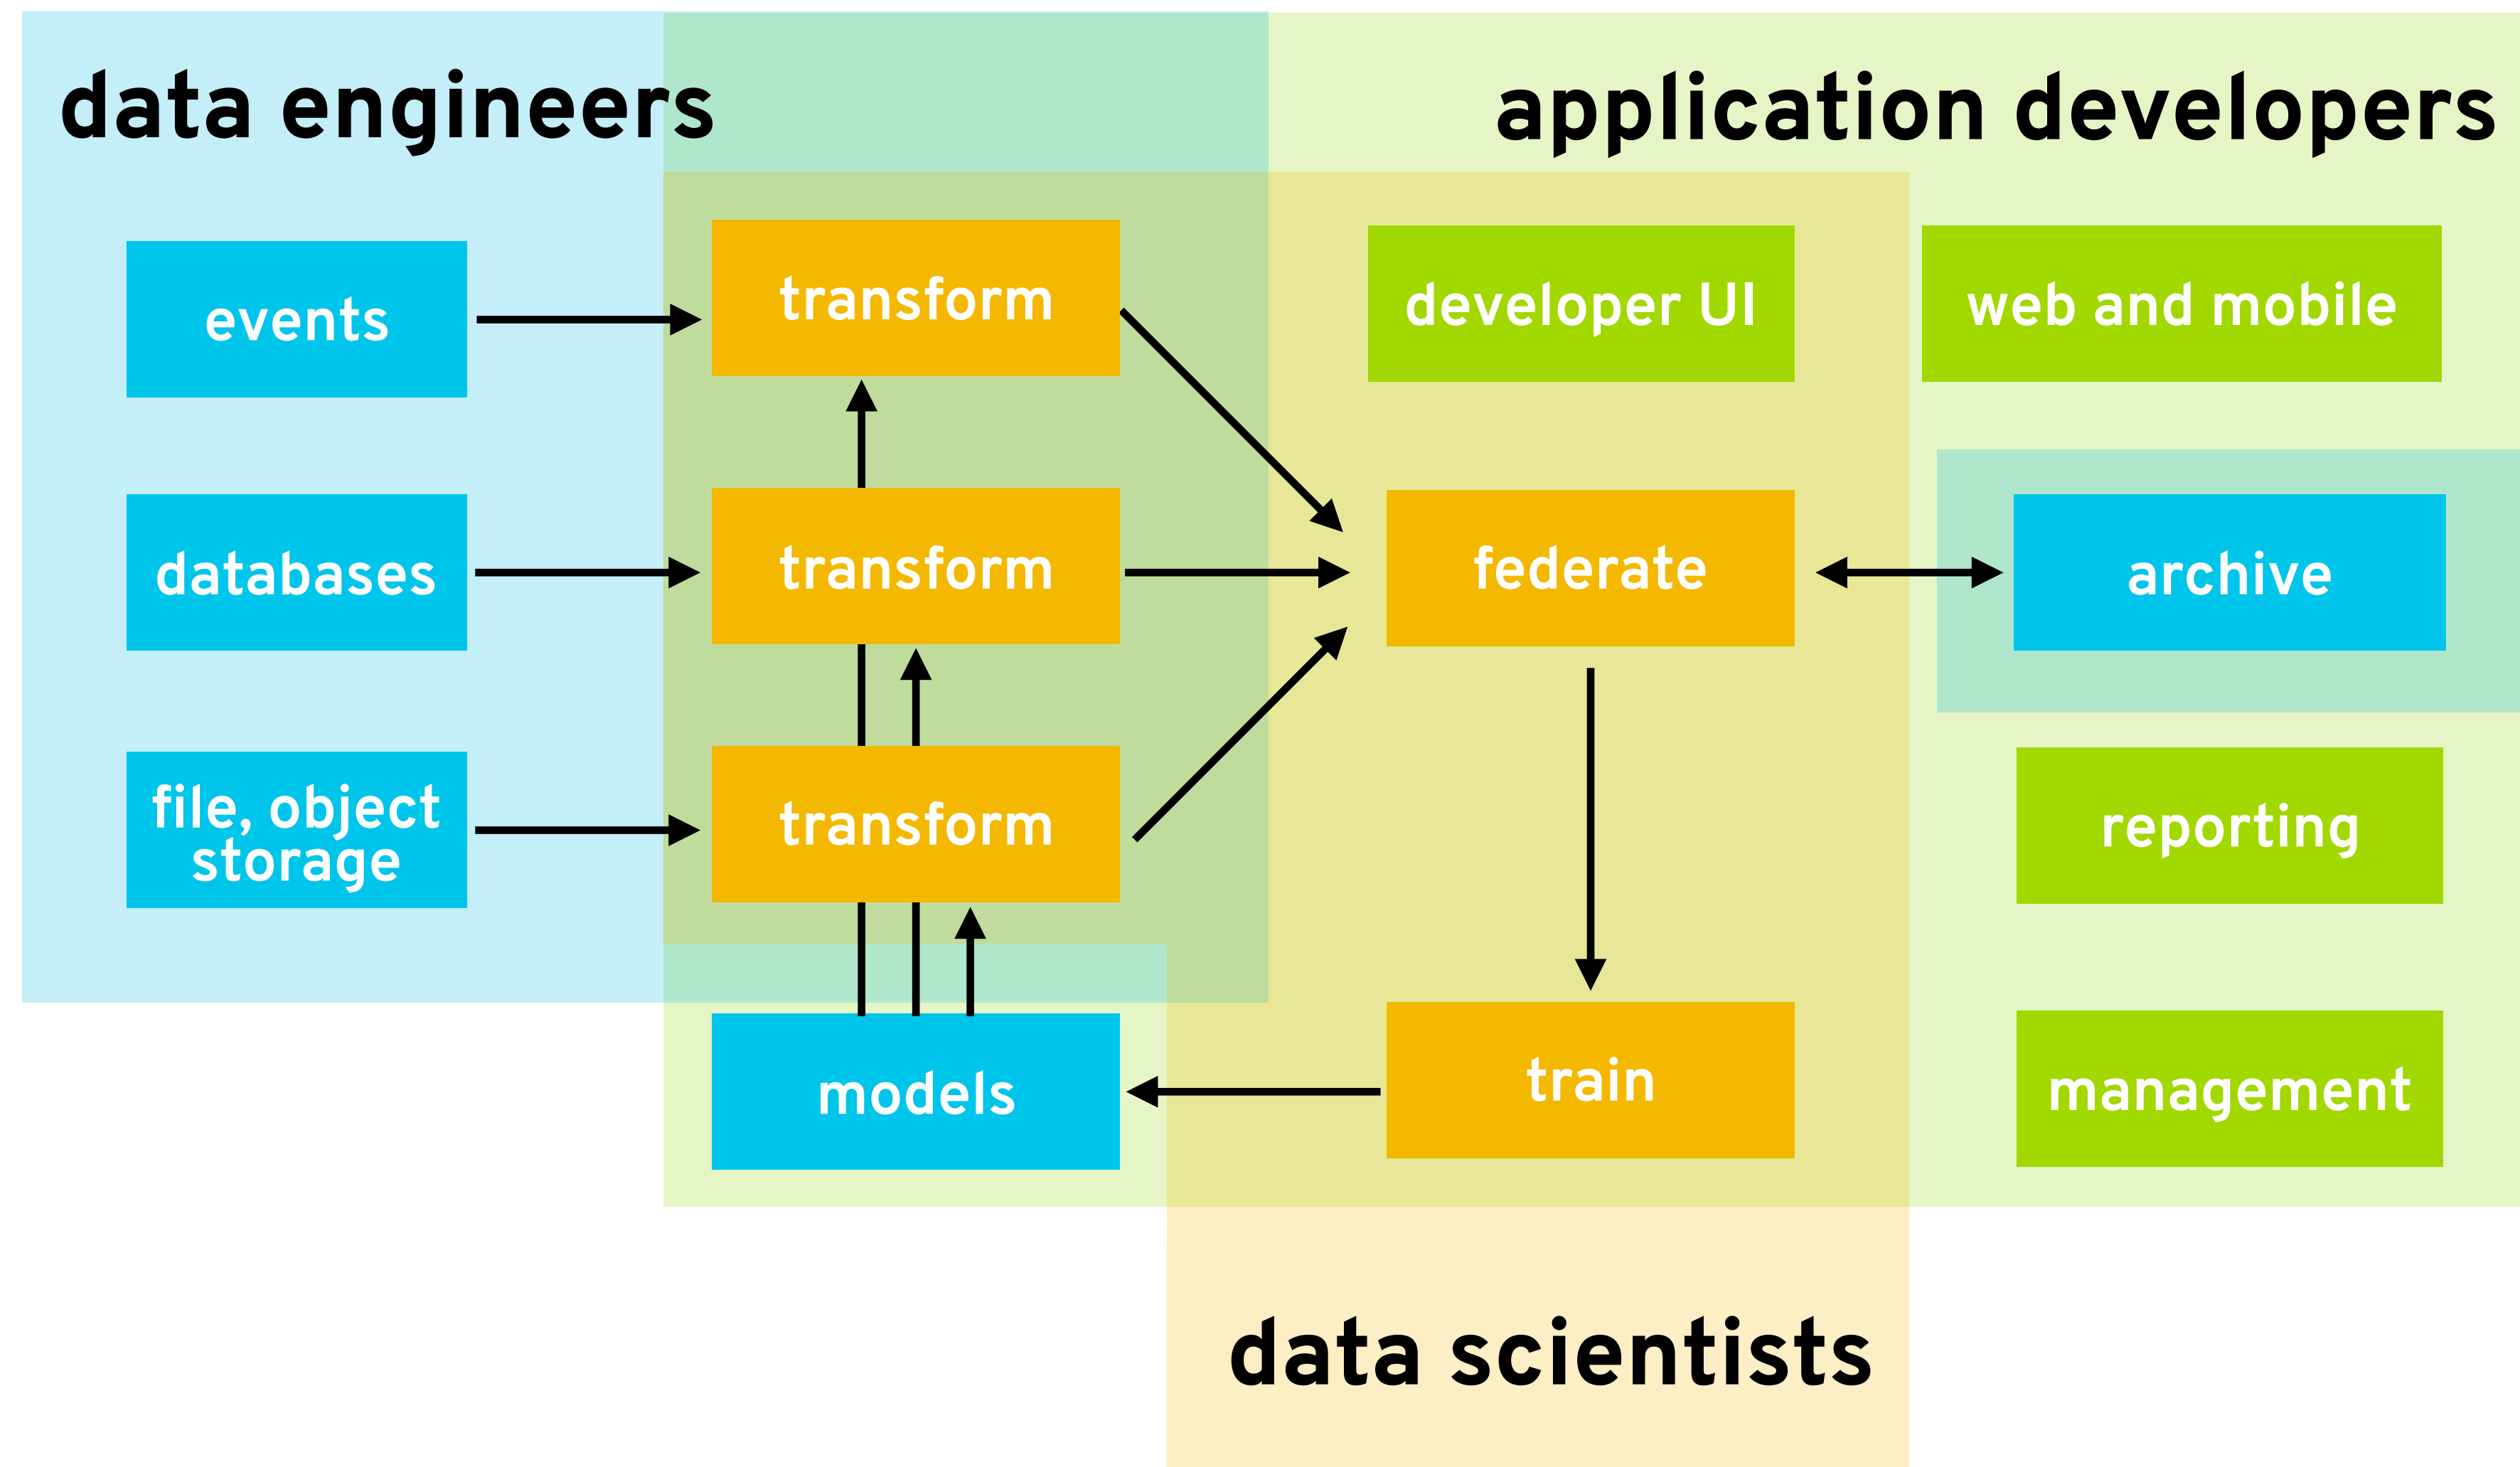 data engineers
application developers
events
transform
developer UI
web and mobile
databases
transform
federate
archive
file, object
storage
transform
reporting
models
train
management
data scientists